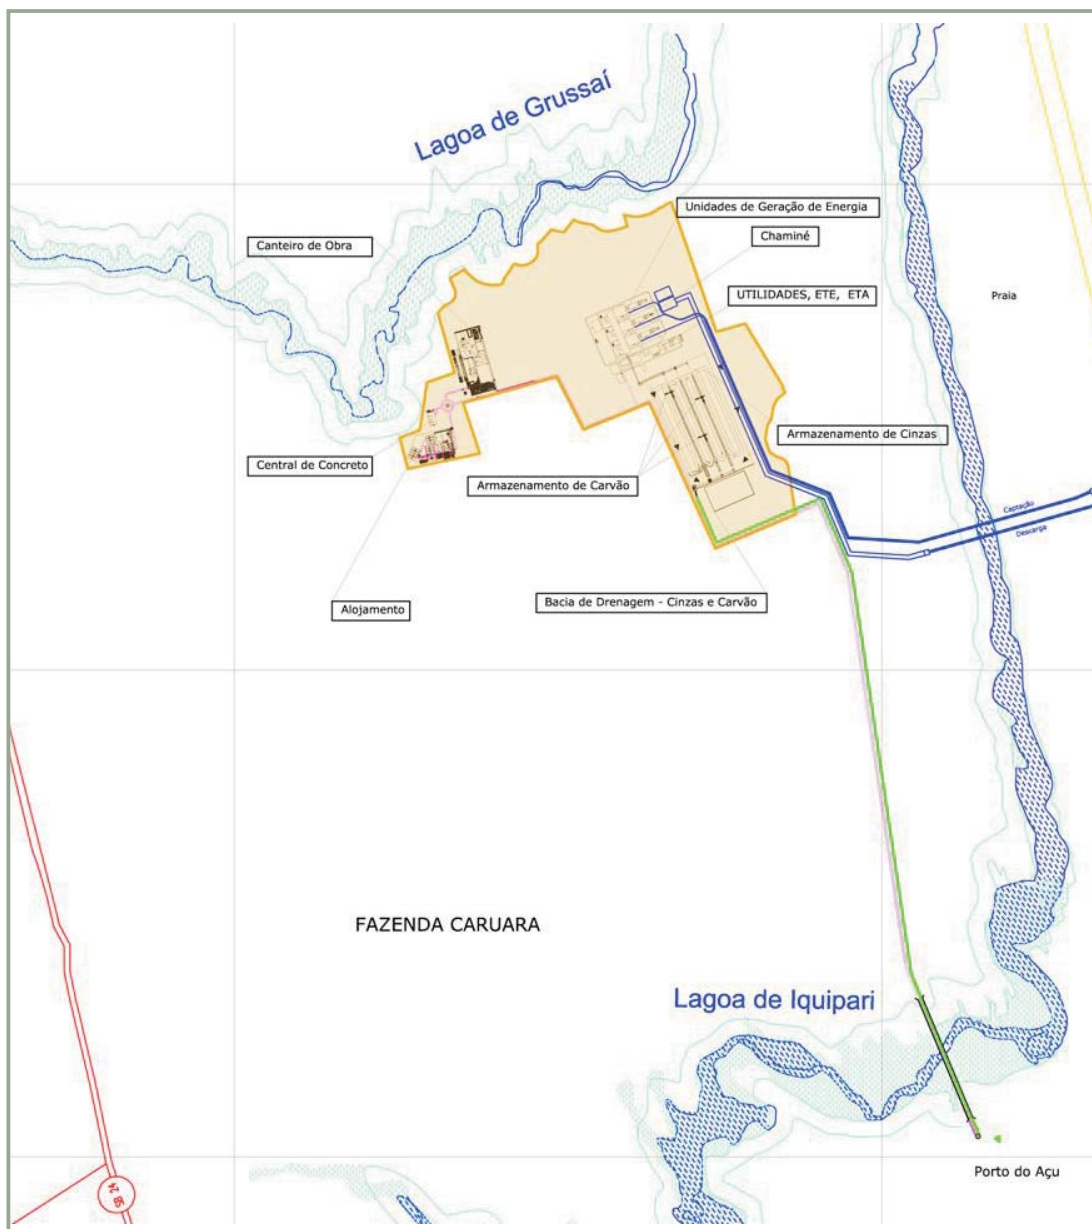 Lagoa de Grussaí
Unidades de Geração de Energia
Canteiro de Obra
Chaminé
UTILIDADES, ETE, ETA
Praia
Armazenamento de Cinzas
Central de Concreto
Armazenamento de Carvão
Captação
Descarga
Alojamento
Bacia de Drenagem - Cinzas e Carvão
FAZENDA CARUARA
Lagoa de Iquipari
Porto do Açu
SB 24